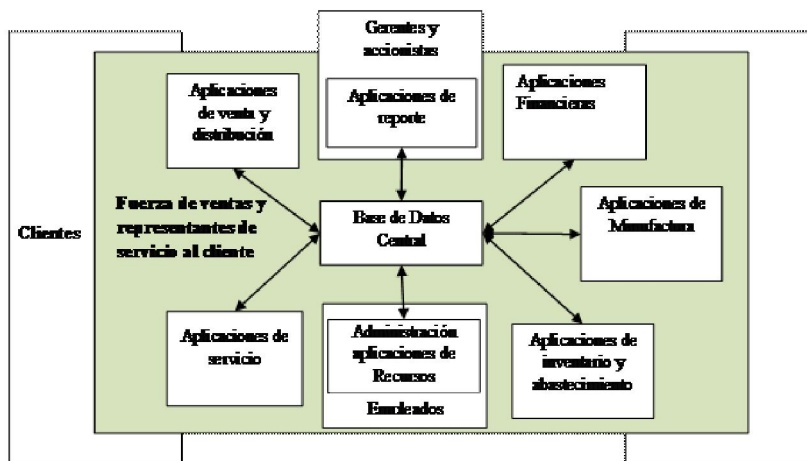 Gerentes y
accionistas
Aplicaciones
de venta y
distribución
Aplicaciones de
reporte
Aplicaciones
Financieras
Clientes
Fuerza de ventas y
representantes de
servicio al cliente
Base de Datos
Central
Aplicaciones de
Manufactura
Aplicaciones de
servicio
Administración
aplicaciones de
Recursos
Empleados
Aplicaciones de
inventario y
abastecimiento